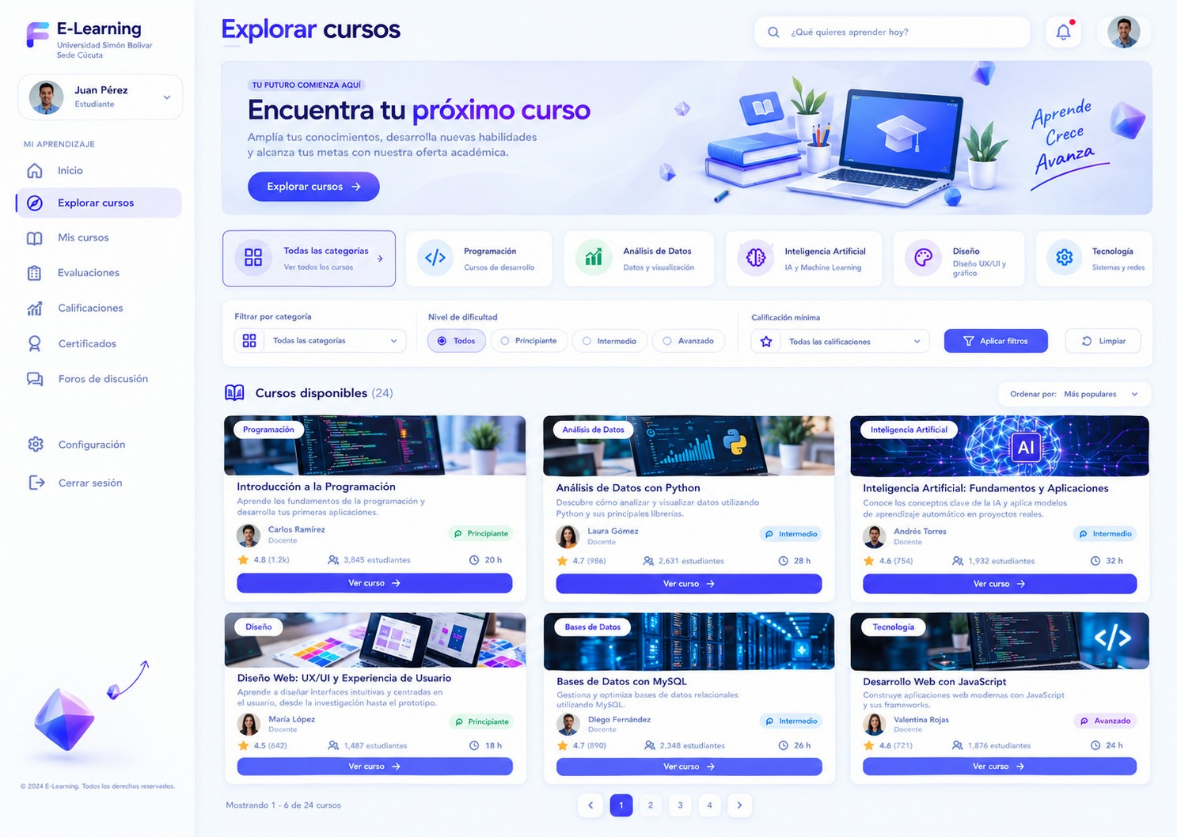 E-Learning
Universidad Simón Bolívar
Sede Cúcuta
Juan Pérez
Estudiante
MI APRENDIZAJE
Inicio
Explorar cursos
Mis cursos
Evaluaciones
Calificaciones
Certificados
Foros de discusión
Configuración
Cerrar sesión
© 2024 E-Learning. Todos los derechos reservados.
Explorar cursos
¿Qué quieres aprender hoy?
TU FUTURO COMIENZA AQUÍ
Encuentra tu próximo curso
Amplía tus conocimientos, desarrolla nuevas habilidades
y alcanza tus metas con nuestra oferta académica.
Explorar cursos
Aprende
Crece
Avanza
Todas las categorías
Ver todos los cursos
Programación
Cursos de desarrollo
Análisis de Datos
Datos y visualización
Inteligencia Artificial
IA y Machine Learning
Diseño
Diseño UX/UI y
gráfico
Tecnología
Sistemas y redes
Filtrar por categoría
Todas las categorías
Nivel de dificultad
Todos
Principiante
Intermedio
Avanzado
Calificación mínima
Todas las calificaciones
Aplicar filtros
Limpiar
Cursos disponibles (24)
Ordenar por: Más populares
Programación
Introducción a la Programación
Aprende los fundamentos de la programación y
desarrolla tus primeras aplicaciones.
Carlos Ramírez
Docente
Principiante
4.8 (1.2k)
3,845 estudiantes
20 h
Ver curso
Análisis de Datos
Análisis de Datos con Python
Descubre cómo analizar y visualizar datos utilizando
Python y sus principales librerías.
Laura Gómez
Docente
Intermedio
4.7 (986)
2,631 estudiantes
28 h
Ver curso
Inteligencia Artificial
AI
Inteligencia Artificial: Fundamentos y Aplicaciones
Conoce los conceptos clave de la IA y aplica modelos
de aprendizaje automático en proyectos reales.
Andrés Torres
Docente
Intermedio
4.6 (754)
1,932 estudiantes
32 h
Ver curso
Diseño
Diseño Web: UX/UI y Experiencia de Usuario
Aprende a diseñar interfaces intuitivas y centradas en
el usuario, desde la investigación hasta el prototipo.
María López
Docente
Principiante
4.5 (642)
1,487 estudiantes
18 h
Ver curso
Bases de Datos
Bases de Datos con MySQL
Gestiona y optimiza bases de datos relacionales
utilizando MySQL.
Diego Fernández
Docente
Intermedio
4.7 (890)
2,348 estudiantes
26 h
Ver curso
Tecnología
</>
Desarrollo Web con JavaScript
Construye aplicaciones web modernas con JavaScript
y sus frameworks.
Valentina Rojas
Docente
Avanzado
4.6 (721)
1,876 estudiantes
24 h
Ver curso
Mostrando 1 - 6 de 24 cursos
1
2
3
4